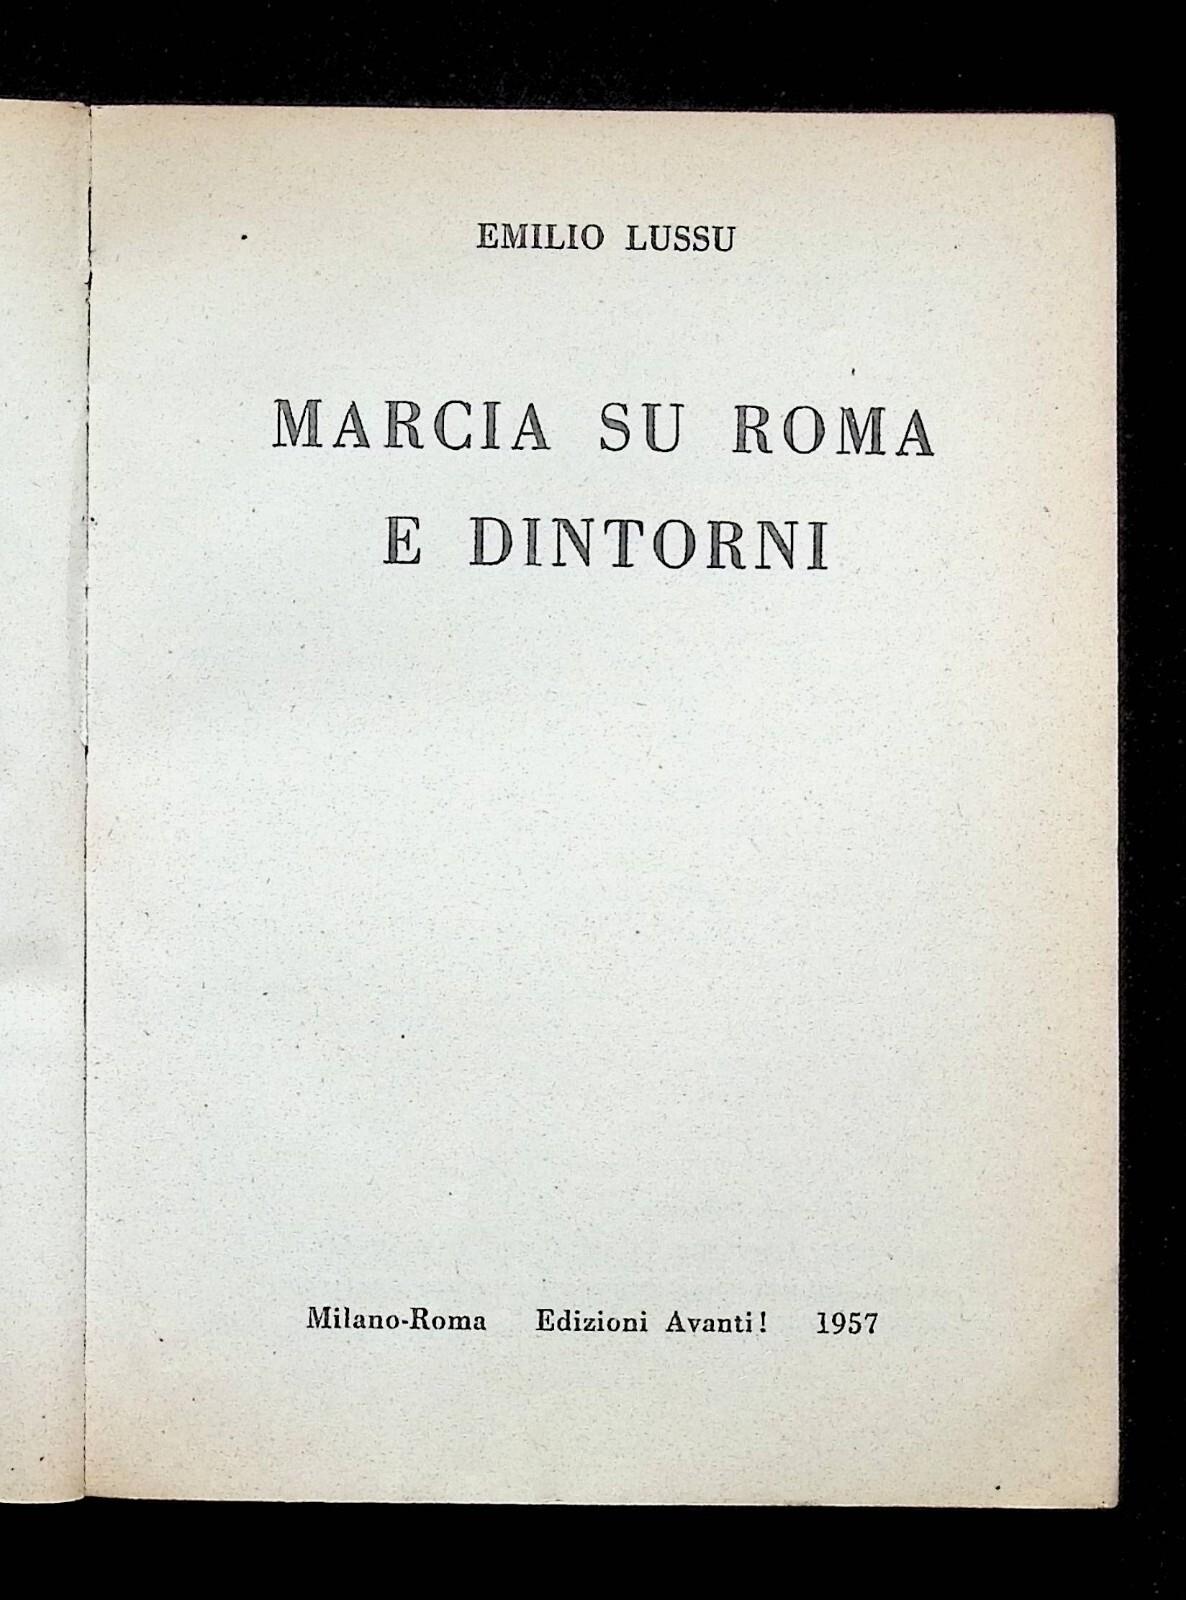 EMILIO LUSSU
MARCIA SU ROMA
E DINTORNI
Milano-Roma Edizioni Avanti! 1957